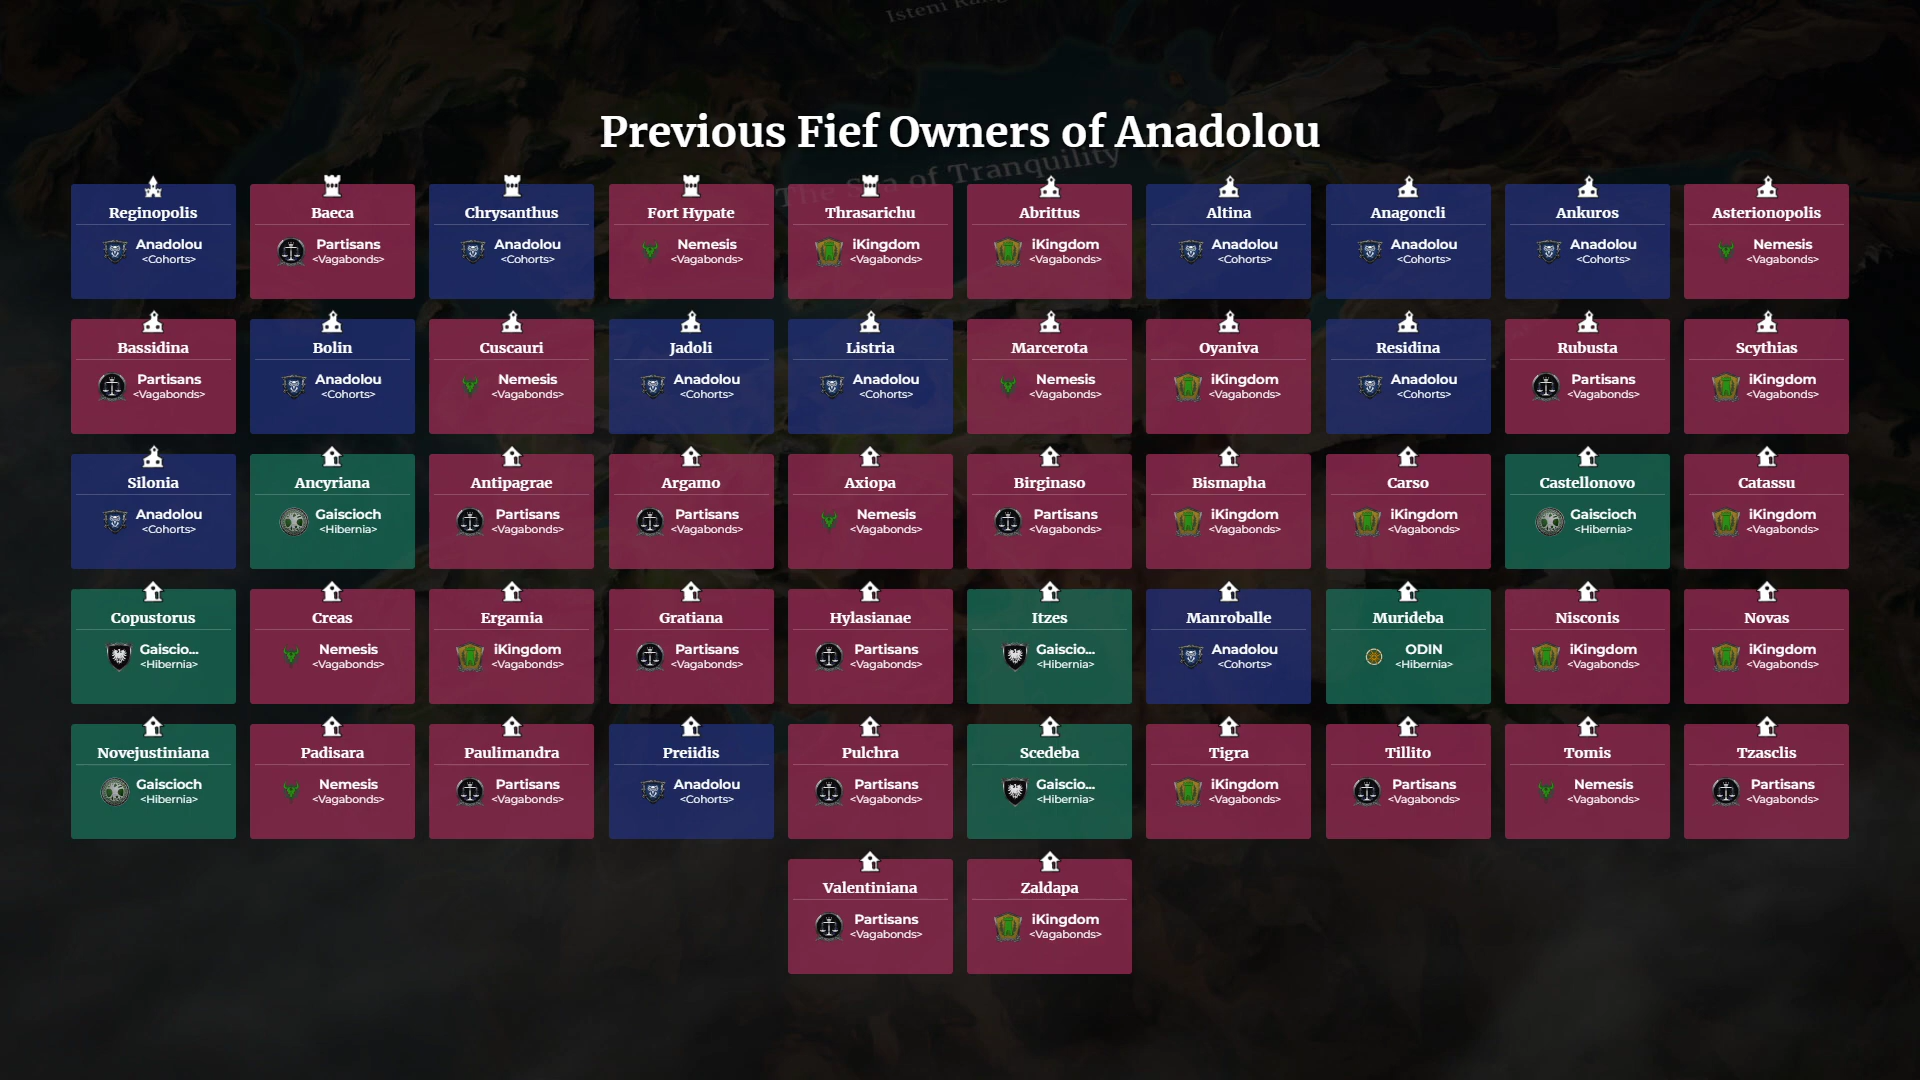 Isteni Rang
Previous Fief Owners of Anadolou
The Sea of Tranquility
Reginopolis
Anadolou
<Cohorts>
Baeca
Partisans
<Vagabonds>
Chrysanthus
Anadolou
<Cohorts>
Fort Hypate
Nemesis
<Vagabonds>
Thrasarichu
iKingdom
<Vagabonds>
Abrittus
iKingdom
<Vagabonds>
Altina
Anadolou
<Cohorts>
Anagoncli
Anadolou
<Cohorts>
Ankuros
Anadolou
<Cohorts>
Asterionopolis
Nemesis
<Vagabonds>
Bassidina
Partisans
<Vagabonds>
Bolin
Anadolou
<Cohorts>
Cuscauri
Nemesis
<Vagabonds>
Jadoli
Anadolou
<Cohorts>
Listria
Anadolou
<Cohorts>
Marcerota
Nemesis
<Vagabonds>
Oyaniva
iKingdom
<Vagabonds>
Residina
Anadolou
<Cohorts>
Rubusta
Partisans
<Vagabonds>
Scythias
iKingdom
<Vagabonds>
Silonia
Anadolou
<Cohorts>
Ancyriana
Gaiscioch
<Hibernia>
Antipagrae
Partisans
<Vagabonds>
Argamo
Partisans
<Vagabonds>
Axiopa
Nemesis
<Vagabonds>
Birginaso
Partisans
<Vagabonds>
Bismapha
iKingdom
<Vagabonds>
Carso
iKingdom
<Vagabonds>
Castellonovo
Gaiscioch
<Hibernia>
Catassu
iKingdom
<Vagabonds>
Copustorus
Gaiscio...
<Hibernia>
Creas
Nemesis
<Vagabonds>
Ergamia
iKingdom
<Vagabonds>
Gratiana
Partisans
<Vagabonds>
Hylasianae
Partisans
<Vagabonds>
Itzes
Gaiscio...
<Hibernia>
Manroballe
Anadolou
<Cohorts>
Murideba
ODIN
<Hibernia>
Nisconis
iKingdom
<Vagabonds>
Novas
iKingdom
<Vagabonds>
Novejustiniana
Gaiscioch
<Hibernia>
Padisara
Nemesis
<Vagabonds>
Paulimandra
Partisans
<Vagabonds>
Preiidis
Anadolou
<Cohorts>
Pulchra
Partisans
<Vagabonds>
Scedeba
Gaiscio...
<Hibernia>
Tigra
iKingdom
<Vagabonds>
Tillito
Partisans
<Vagabonds>
Tomis
Nemesis
<Vagabonds>
Tzasclis
Partisans
<Vagabonds>
Valentiniana
Partisans
<Vagabonds>
Zaldapa
iKingdom
<Vagabonds>